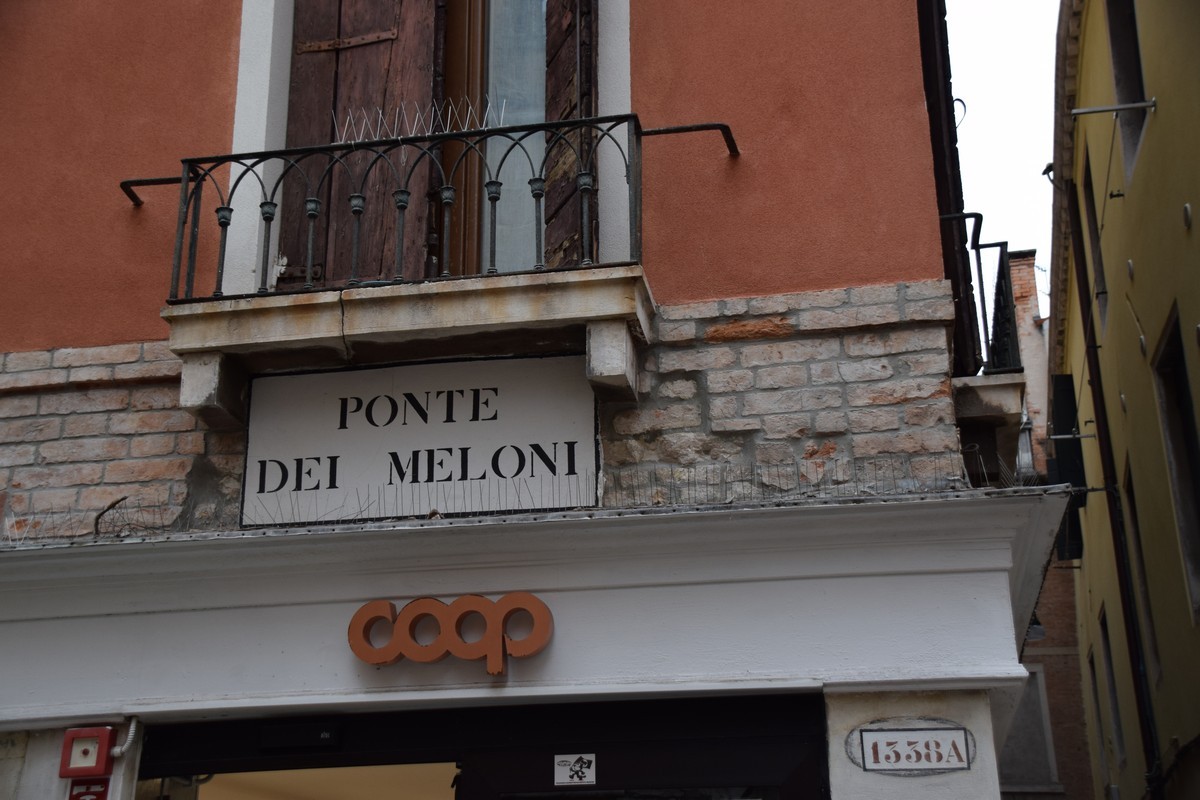 PONTE
DEI MELONI
coop
1338A